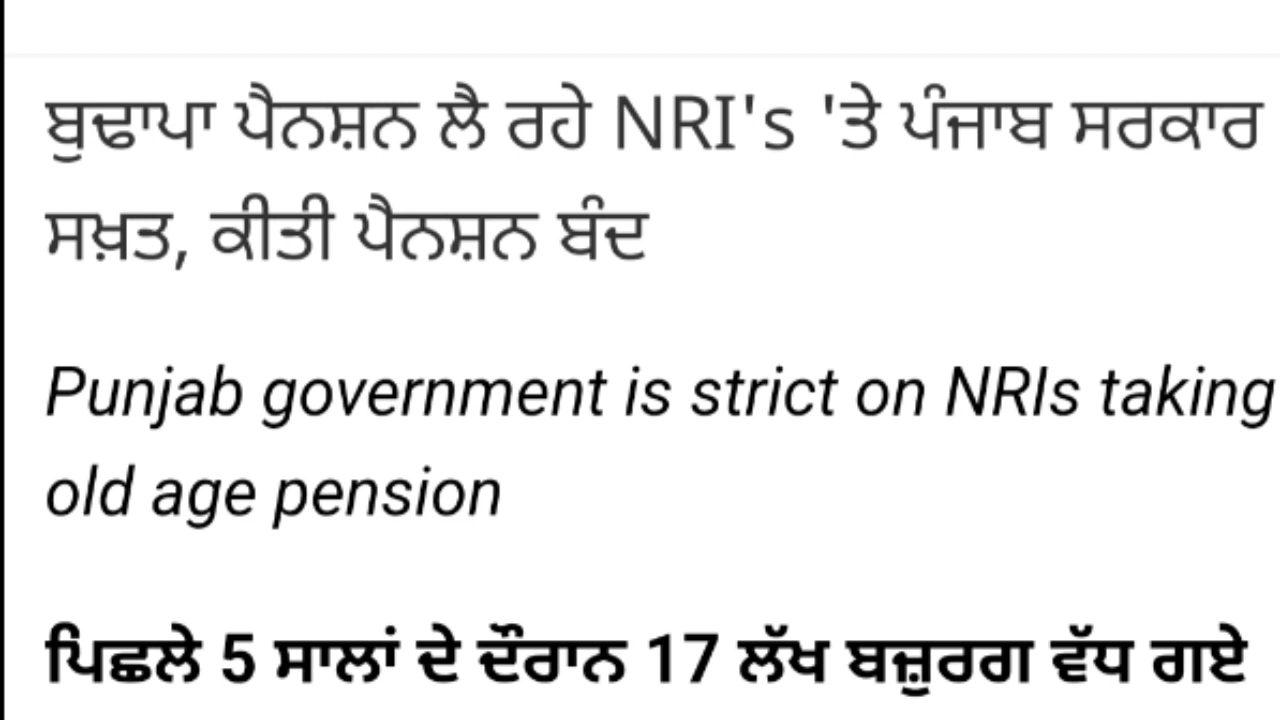 ਬੁਢਾਪਾ ਪੈਨਸ਼ਨ ਲੈ ਰਹੇ NRI's 'ਤੇ ਪੰਜਾਬ ਸਰਕਾਰ
ਸਖ਼ਤ, ਕੀਤੀ ਪੈਨਸ਼ਨ ਬੰਦ
Punjab government is strict on NRIs taking
old age pension
ਪਿਛਲੇ 5 ਸਾਲਾਂ ਦੇ ਦੌਰਾਨ 17 ਲੱਖ ਬਜ਼ੁਰਗ ਵੱਧ ਗਏ